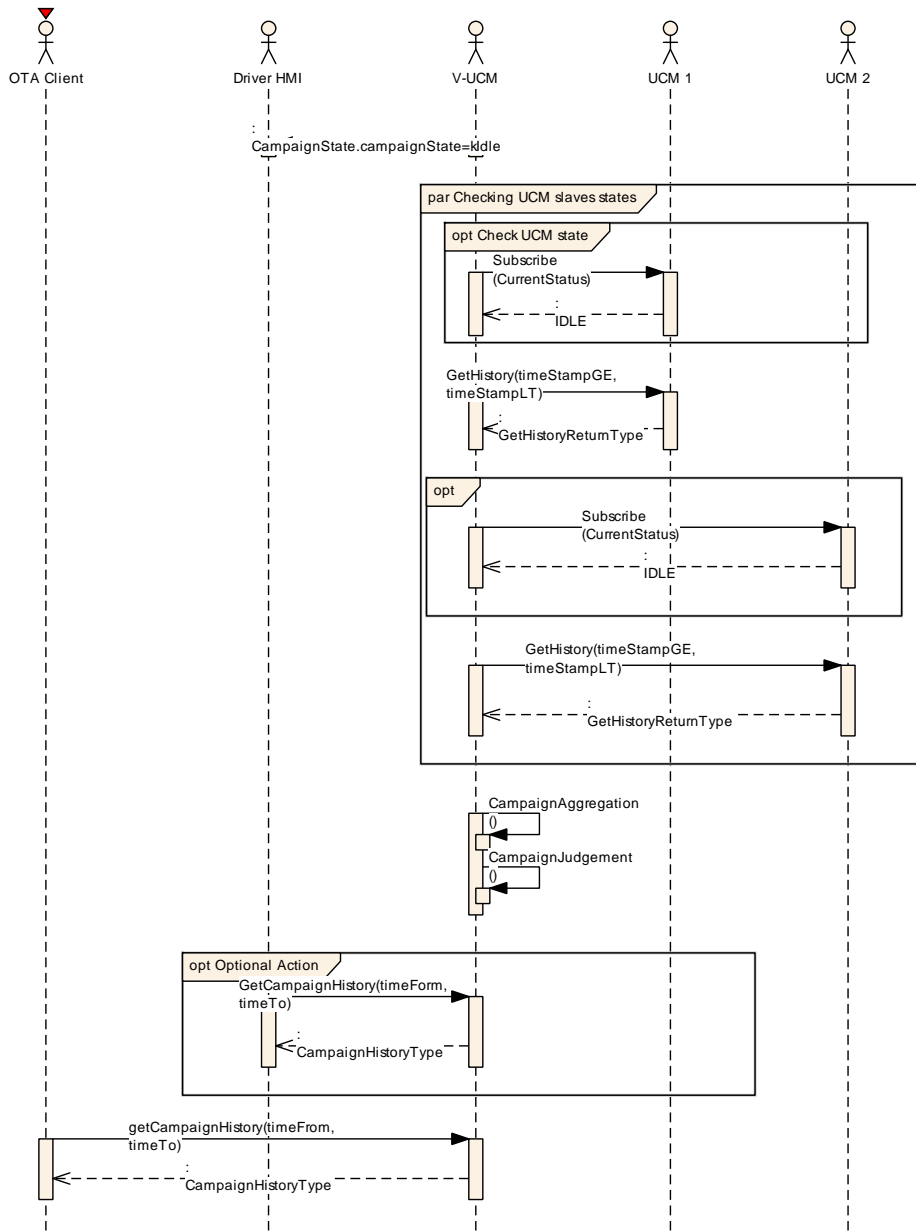 OTA Client
Driver HMI
V-UCM
UCM 1
UCM 2
:
CampaignState.campaignState=kIdle
par Checking UCM slaves states
opt Check UCM state
Subscribe
(CurrentStatus)
:
IDLE
GetHistory(timeStampGE,
timeStampLT)
:
GetHistoryReturnType
opt
Subscribe
(CurrentStatus)
:
IDLE
GetHistory(timeStampGE,
timeStampLT)
:
GetHistoryReturnType
CampaignAggregation
()
CampaignJudgement
()
opt Optional Action
GetCampaignHistory(timeForm,
timeTo)
:
CampaignHistoryType
getCampaignHistory(timeFrom,
timeTo)
:
CampaignHistoryType